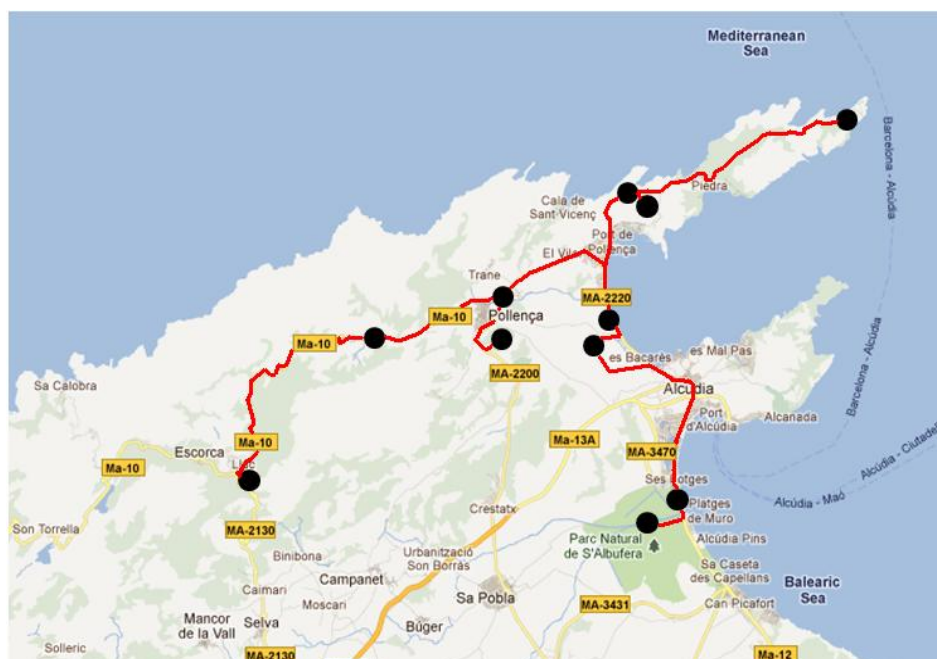 Mediterranean
Sea
Barcelona - Alcúdia
Piedra
Cala de
Sant Vicenç
Port de
Pollença
El Vila
Trane
MA-2220
Ma-10
Pollença
Ma-10
es Bacarés
es Mal Pas
Sa Calobra
MA-2200
Alcúdia
Barcelona - Alcúdia
Port
d'Alcúdia
Alcanada
Ma-10
Ma-13A
Escorca
Lluc
MA-3470
Alcúdia - Ciutadel
Ma-10
Ses Fotges
Alcúdia - Maó
Crestatx
Platges
de Muro
Son Torrella
MA-2130
Parc Natural
de S'Albufera
Alcúdia Pins
Binibona
Urbanització
Son Borràs
Sa Caseta
des Capellans
Campanet
Caimari
Balearic
Sea
Moscari
Sa Pobla
MA-3431
Can Picafort
Mancor
de la Vall
Selva
Búger
Solleric
MA-2130
Ma-12